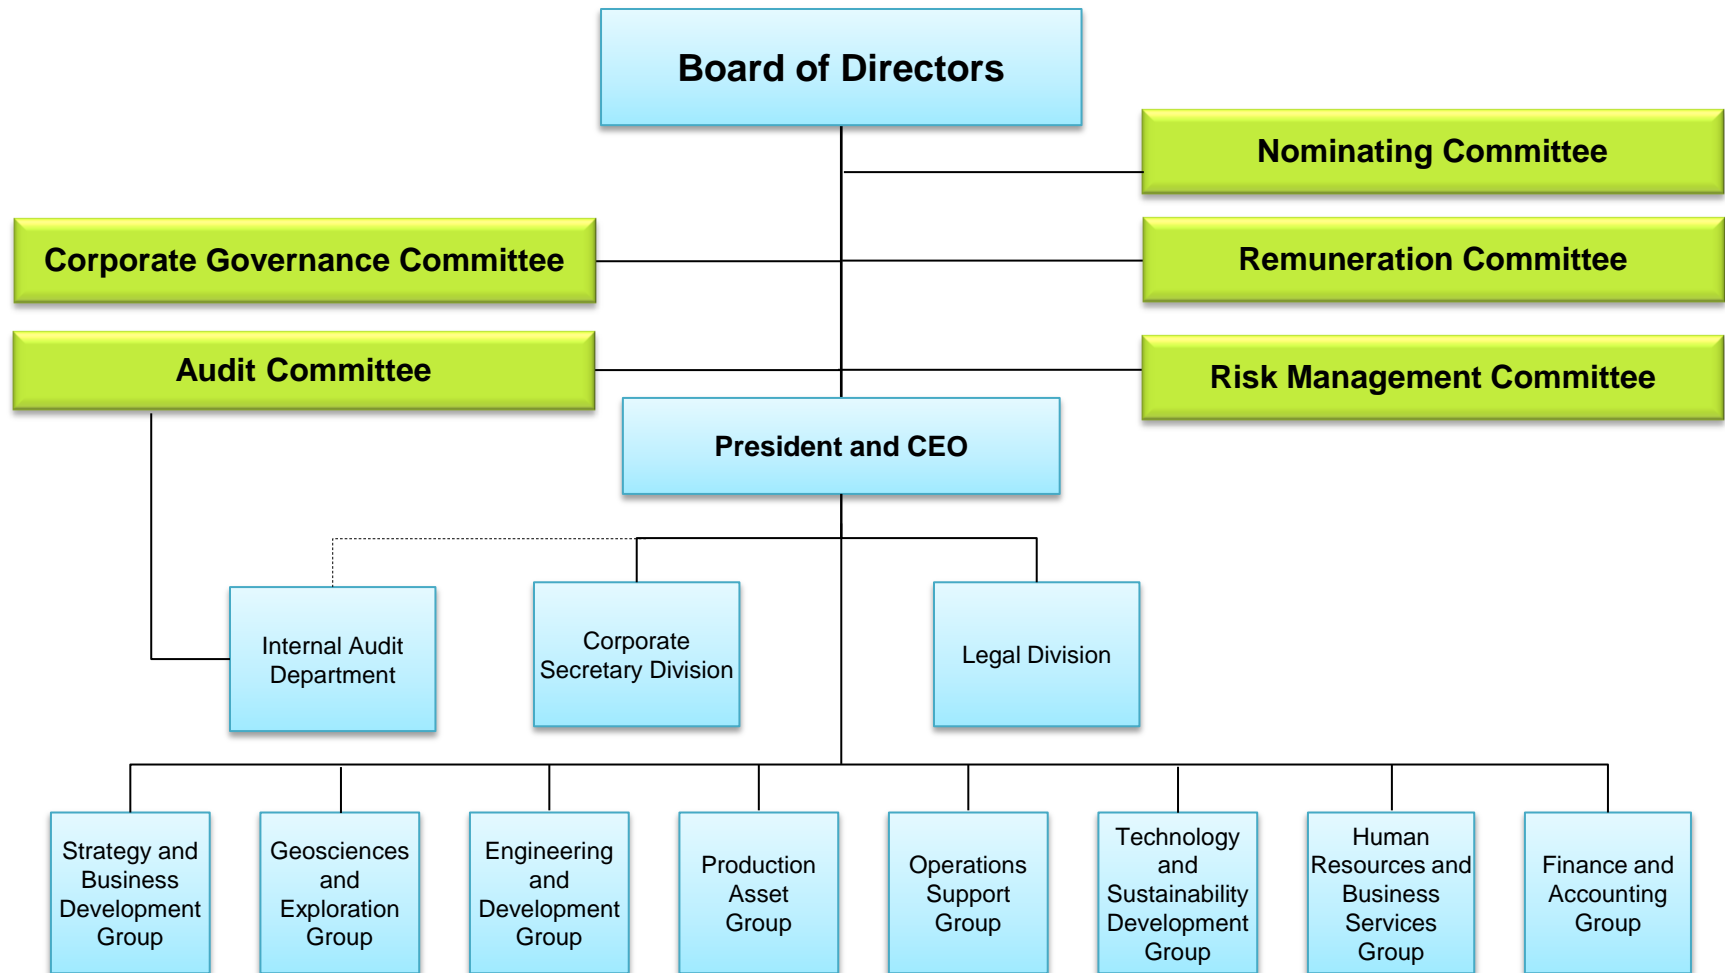 Board of Directors
Nominating Committee
Corporate Governance Committee
Remuneration Committee
Audit Committee
Risk Management Committee
President and CEO
Internal Audit
Department
Corporate
Secretary Division
Legal Division
Strategy and
Business
Development
Group
Geosciences
and
Exploration
Group
Engineering
and
Development
Group
Production
Asset
Group
Operations
Support
Group
Technology
and
Sustainability
Development
Group
Human
Resources and
Business
Services
Group
Finance and
Accounting
Group